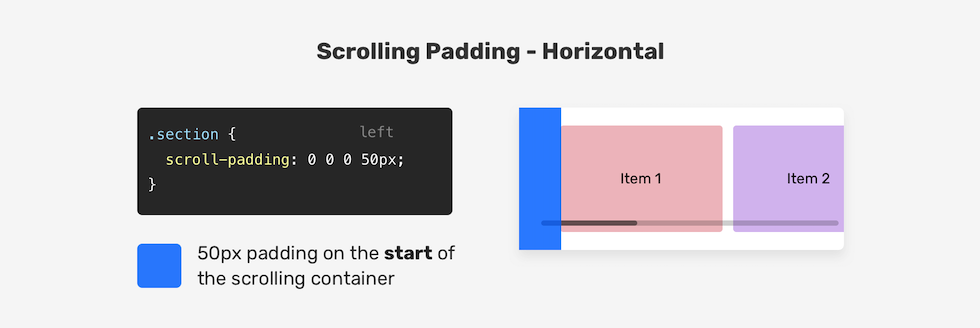 Scrolling Padding - Horizontal
left
.section {
scroll-padding: 0 0 0 50px;
}
50px padding on the start of
the scrolling container
Item 1
Item 2